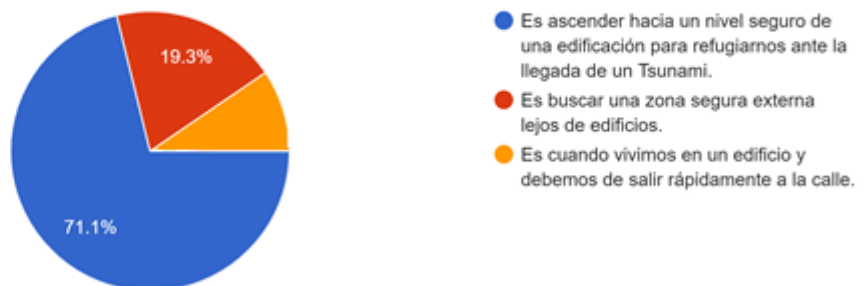 19.3%
71.1%
Es ascender hacia un nivel seguro de
una edificación para refugiarnos ante la
llegada de un Tsunami.
Es buscar una zona segura externa
lejos de edificios.
Es cuando vivimos en un edificio y
debemos de salir rápidamente a la calle.